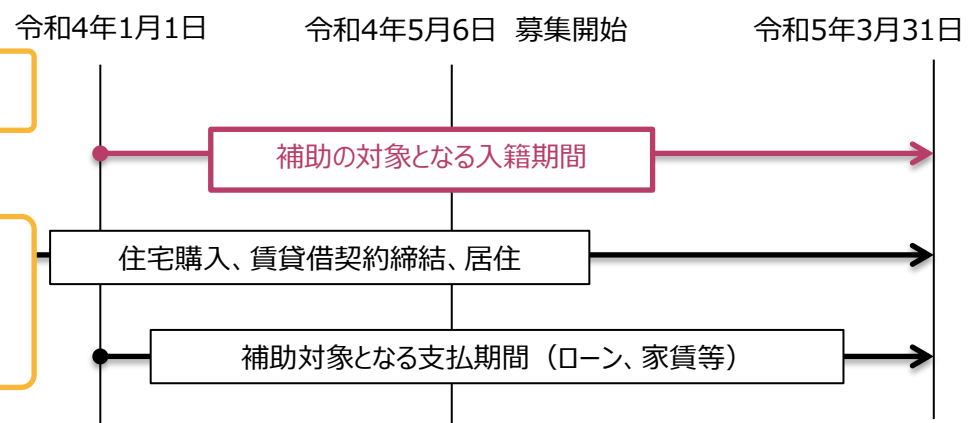 令和4年1月1日
令和4年5月6日 募集開始
令和5年3月31日
補助の対象となる入籍期間
住宅購入、賃貸借契約締結、居住
補助対象となる支払期間（ローン、家賃等）